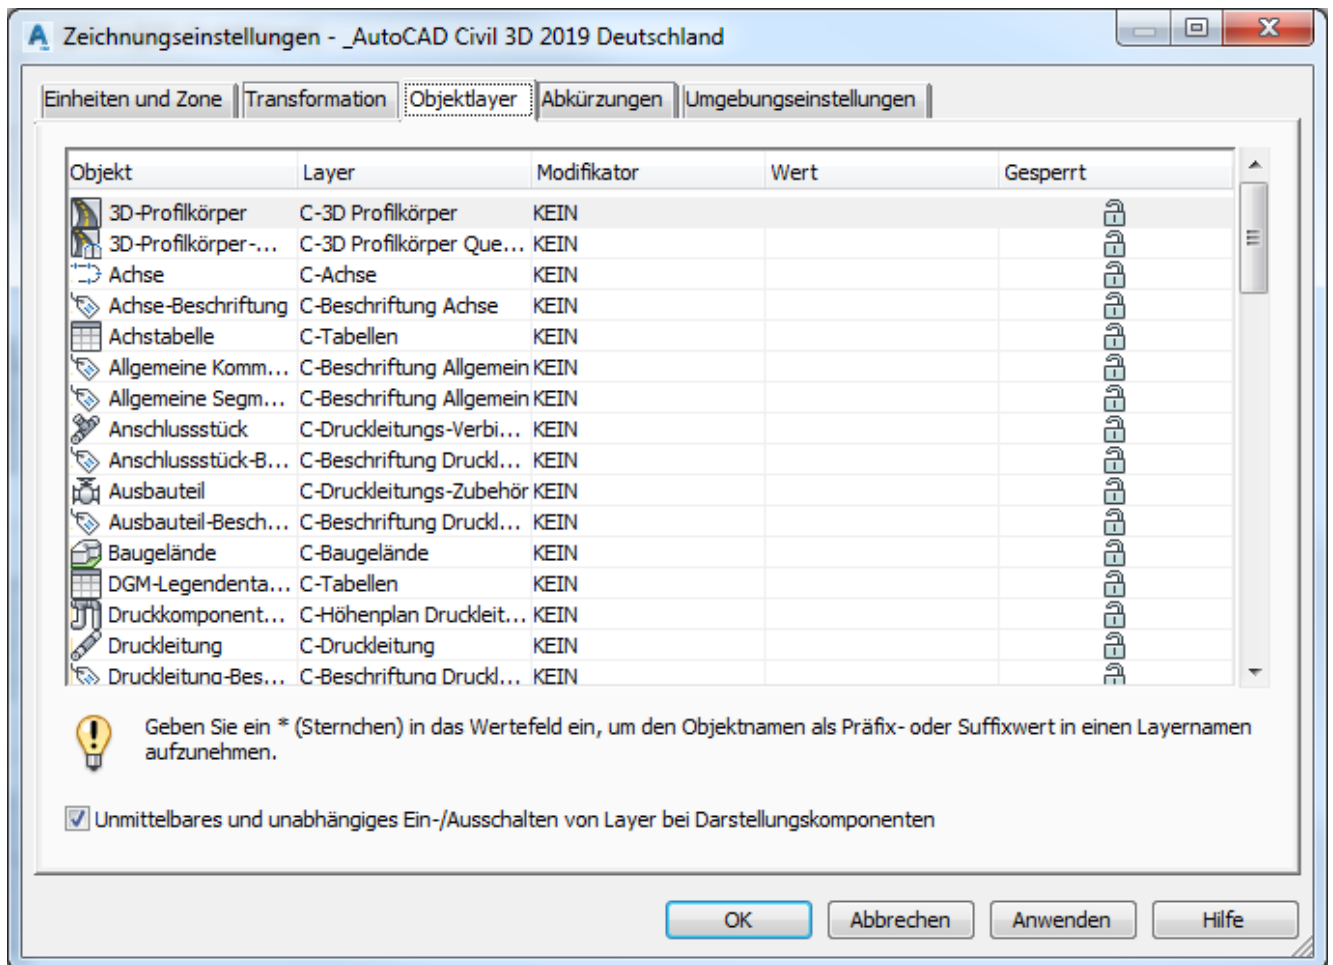 Zeichnungseinstellungen - _AutoCAD Civil 3D 2019 Deutschland
Einheiten und Zone Transformation Objektlayer Abkürzungen Umgebungseinstellungen
Objekt Layer Modifikator Wert Gesperrt
3D-Profilkörper C-3D Profilkörper KEIN
3D-Profilkörper-... C-3D Profilkörper Que... KEIN
Achse C-Achse KEIN
Achse-Beschriftung C-Beschriftung Achse KEIN
Achstabelle C-Tabellen KEIN
Allgemeine Komm... C-Beschriftung Allgemein KEIN
Allgemeine Segm... C-Beschriftung Allgemein KEIN
Anschlussstück C-Druckleitungs-Verbi... KEIN
Anschlussstück-B... C-Beschriftung Druckl... KEIN
Ausbauteil C-Druckleitungs-Zubehör KEIN
Ausbauteil-Besch... C-Beschriftung Druckl... KEIN
Baugelände C-Baugelände KEIN
DGM-Legendenta... C-Tabellen KEIN
Druckkomponent... C-Höhenplan Druckleit... KEIN
Druckleitung C-Druckleitung KEIN
Druckleitung-Bes... C-Beschriftung Druckl... KEIN
Geben Sie ein * (Sternchen) in das Wertefeld ein, um den Objektnamen als Präfix- oder Suffixwert in einen Layernamen
aufzunehmen.
Unmittelbares und unabhängiges Ein-/Ausschalten von Layer bei Darstellungskomponenten
OK Abbrechen Anwenden Hilfe